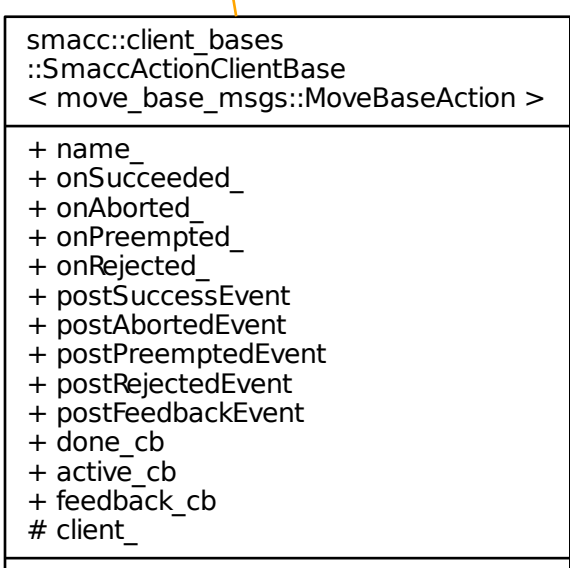 smacc::client_bases
::SmaccActionClientBase
< move_base_msgs::MoveBaseAction >
+ name_
+ onSucceeded_
+ onAborted_
+ onPreempted_
+ onRejected_
+ postSuccessEvent
+ postAbortedEvent
+ postPreemptedEvent
+ postRejectedEvent
+ postFeedbackEvent
+ done_cb
+ active_cb
+ feedback_cb
# client_